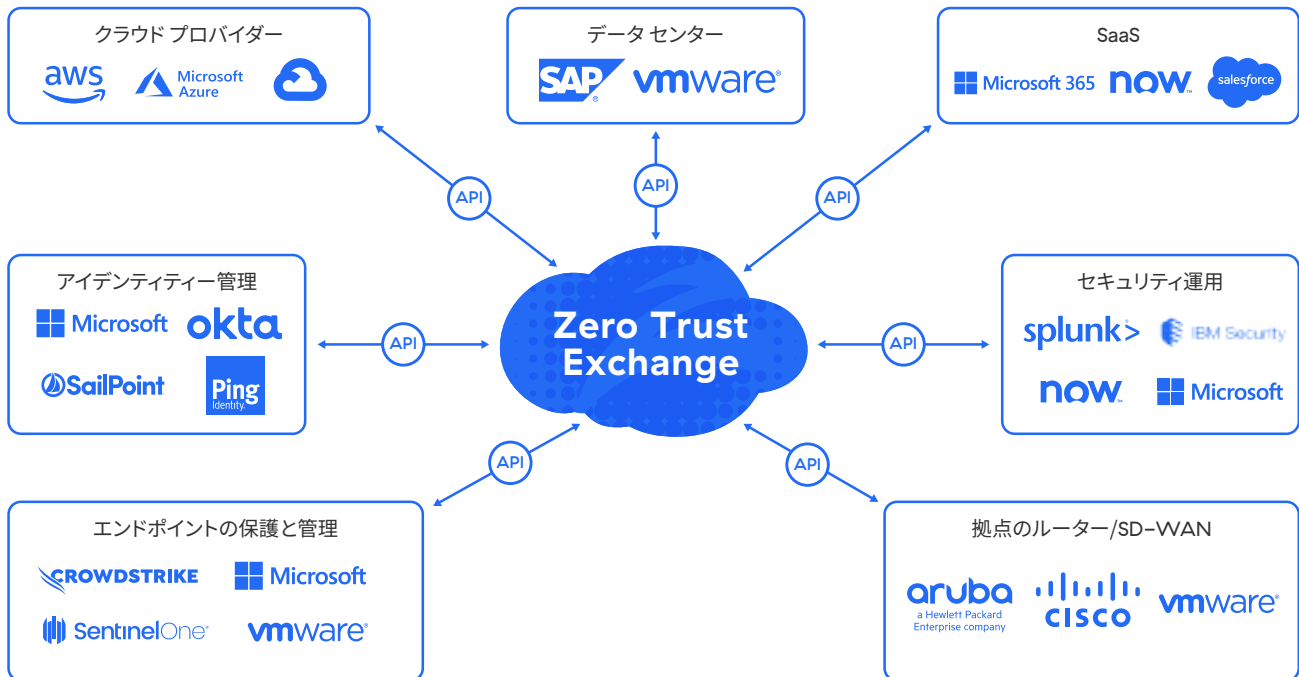 クラウド プロバイダー
aws
Microsoft
Azure
データ センター
SAP
®
vmware®
SaaS
Microsoft 365
now™
salesforce
API
API
API
アイデンティティー管理
Microsoft
okta
SailPoint
Ping
Identity
API
Zero Trust
Exchange
API
セキュリティ運用
splunk>
IBM Security
now™
Microsoft
API
API
エンドポイントの保護と管理
CROWDSTRIKE
Microsoft
SentinelOne®
vmware®
拠点のルーター/SD-WAN
aruba
a Hewlett Packard
Enterprise company
CISCO
vmware®